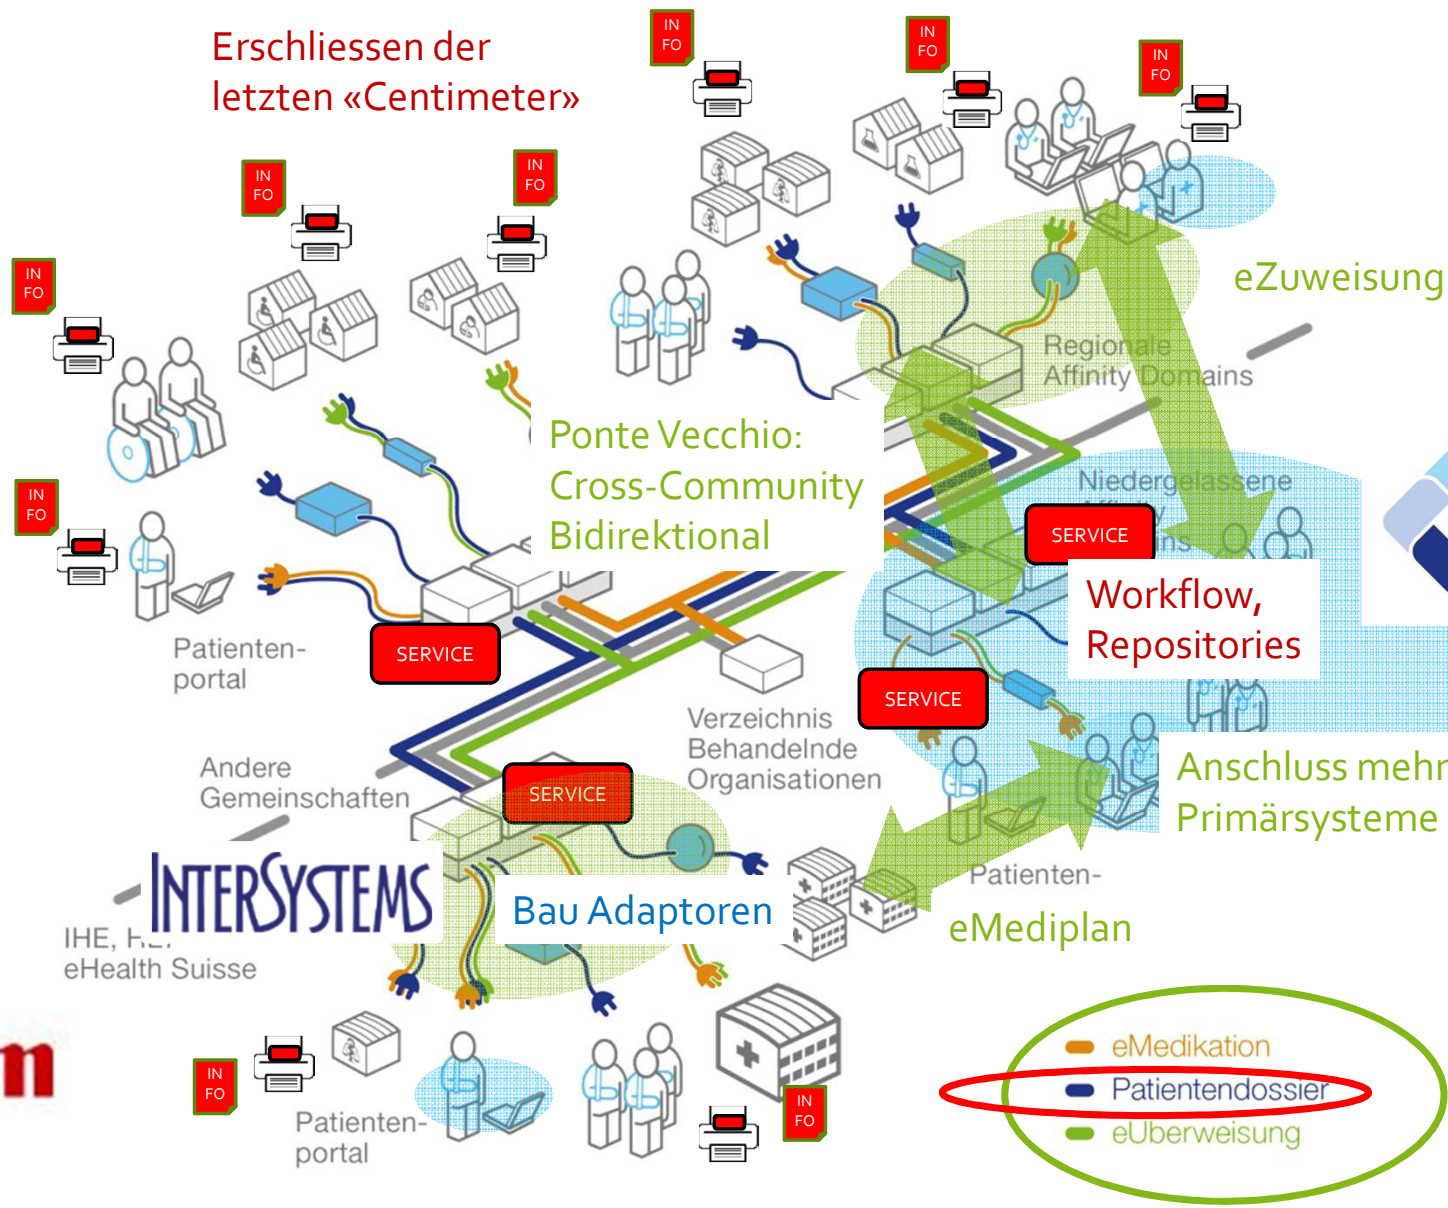 IN
FO
IN
FO
IN
FO
Erschliessen der
letzten «Centimeter»
IN
FO
IN
FO
IN
FO
IN
FO
eZuweisung
Regionale
Affinity Domains
Ponte Vecchio:
Cross-Community
Bidirektional
Niedergelassene
IN
FO
SERVICE
Workflow,
Repositories
SERVICE
Patienten-
portal
SERVICE
Verzeichnis
Behandelnde
Organisationen
Andere
Gemeinschaften
SERVICE
Anschluss mehr
Primärsysteme
Patienten-
INTERSYSTEMS
Bau Adaptoren
eMediplan
IHE,
eHealth Suisse
eMedikation
Patientendossier
eÜberweisung
IN
FO
IN
FO
Patienten-
portal